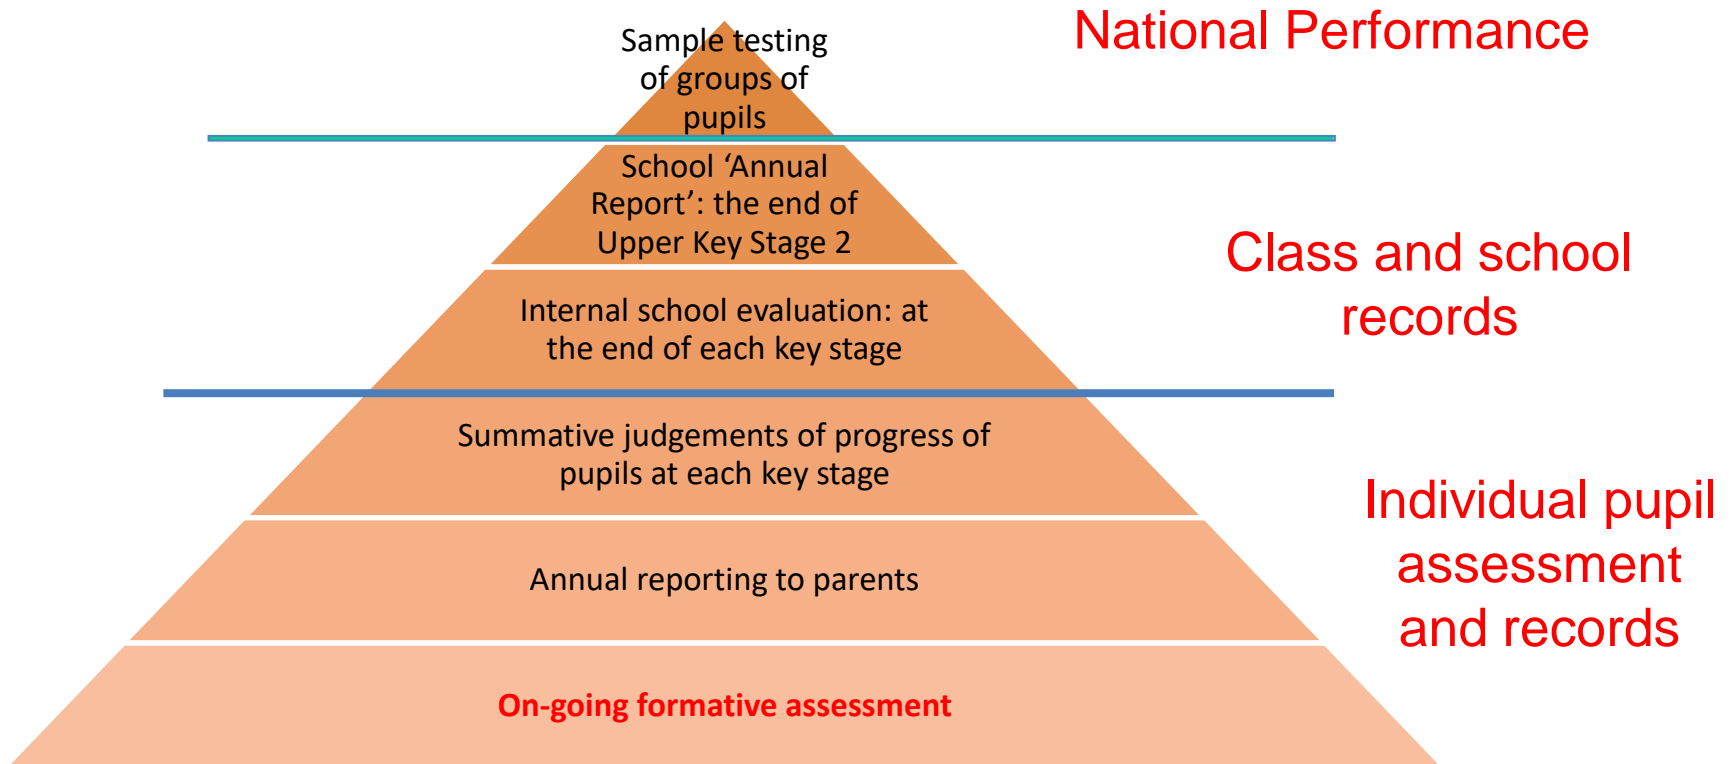 National Performance
Sample testing
of groups of
pupils
School ‘Annual
Report’: the end of
Upper Key Stage 2
Class and school
records
Internal school evaluation: at
the end of each key stage
Summative judgements of progress of
pupils at each key stage
Individual pupil
assessment
and records
Annual reporting to parents
On-going formative assessment